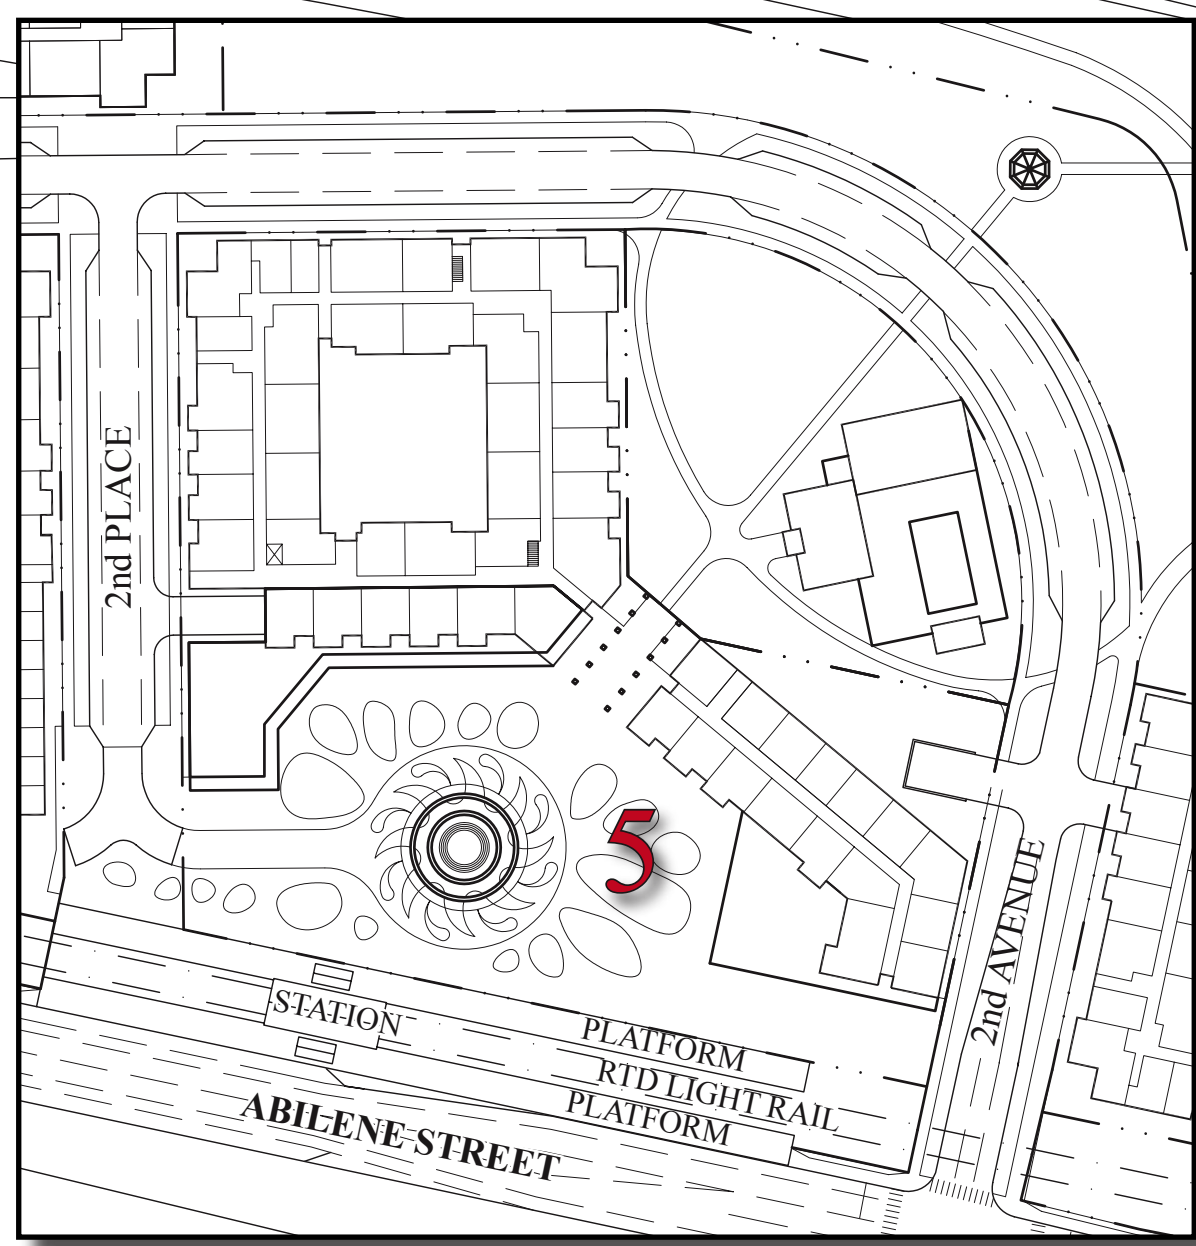 2nd PLACE
5
2nd AVENUE
STATION
PLATFORM
RTD LIGHT RAIL
PLATFORM
ABILENE STREET